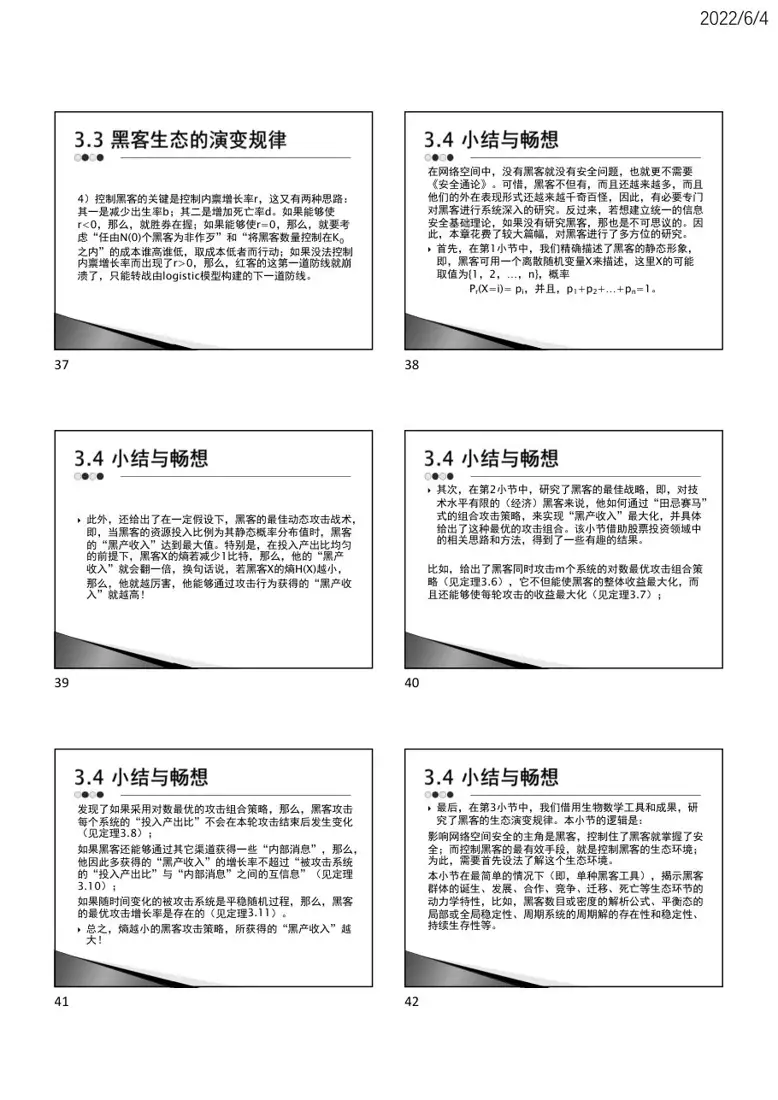 2022/6/4
3.3 黑客生态的演变规律
4）控制黑客的关键是控制内禀增长率r，这又有两种思路：
其一是减少出生率b；其二是增加死亡率d。如果能够使
r<0，那么，就胜券在握；如果能够使r=0，那么，就要考
虑“任由N(0)个黑客为非作歹”和“将黑客数量控制在K₀
之内”的成本谁高谁低，取成本低者而行动；如果没法控制
内禀增长率而出现了r>0，那么，红客的这第一道防线就崩
溃了，只能转战由logistic模型构建的下一道防线。
37
3.4 小结与畅想
在网络空间中，没有黑客就没有安全问题，也就更不需要
《安全通论》。可惜，黑客不但有，而且还越来越多，而且
他们的外在表现形式还越来越千奇百怪，因此，有必要专门
对黑客进行系统深入的研究。反过来，若想建立统一的信息
安全基础理论，如果没有研究黑客，那也是不可思议的。因
此，本章花费了较大篇幅，对黑客进行了多方位的研究。
首先，在第1小节中，我们精确描述了黑客的静态形象，
即，黑客可用一个离散随机变量X来描述，这里X的可能
取值为{1，2，…，n}，概率
Pᵣ(X=i)= pᵢ，并且，p₁+p₂+…+pₙ=1。
38
3.4 小结与畅想
此外，还给出了在一定假设下，黑客的最佳动态攻击战术，
即，当黑客的资源投入比例为其静态概率分布值时，黑客
的“黑产收入”达到最大值。特别是，在投入产出比均匀
的前提下，黑客X的熵若减少1比特，那么，他的“黑产
收入”就会翻一倍，换句话说，若黑客X的熵H(X)越小，
那么，他就越厉害，他能够通过攻击行为获得的“黑产收
入”就越高！
39
3.4 小结与畅想
其次，在第2小节中，研究了黑客的最佳战略，即，对技
术水平有限的（经济）黑客来说，他如何通过“田忌赛马”
式的组合攻击策略，来实现“黑产收入”最大化，并具体
给出了这种最优的攻击组合。该小节借助股票投资领域中
的相关思路和方法，得到了一些有趣的结果。
比如，给出了黑客同时攻击m个系统的对数最优攻击组合策
略（见定理3.6），它不但能使黑客的整体收益最大化，而
且还能够使每轮攻击的收益最大化（见定理3.7）；
40
3.4 小结与畅想
发现了如果采用对数最优的攻击组合策略，那么，黑客攻击
每个系统的“投入产出比”不会在本轮攻击结束后发生变化
（见定理3.8）；
如果黑客还能够通过其它渠道获得一些“内部消息”，那么，
他因此多获得的“黑产收入”的增长率不超过“被攻击系统
的“投入产出比”与“内部消息”之间的互信息”（见定理
3.10）；
如果随时间变化的被攻击系统是平稳随机过程，那么，黑客
的最优攻击增长率是存在的（见定理3.11）。
总之，熵越小的黑客攻击策略，所获得的“黑产收入”越
大！
41
3.4 小结与畅想
最后，在第3小节中，我们借用生物数学工具和成果，研
究了黑客的生态演变规律。本小节的逻辑是：
影响网络空间安全的主角是黑客，控制住了黑客就掌握了安
全；而控制黑客的最有效手段，就是控制黑客的生态环境；
为此，需要首先设法了解这个生态环境。
本小节在最简单的情况下（即，单种黑客工具），揭示黑客
群体的诞生、发展、合作、竞争、迁移、死亡等生态环节的
动力学特性，比如，黑客数目或密度的解析公式、平衡态的
局部或全局稳定性、周期系统的周期解的存在性和稳定性、
持续生存性等。
42